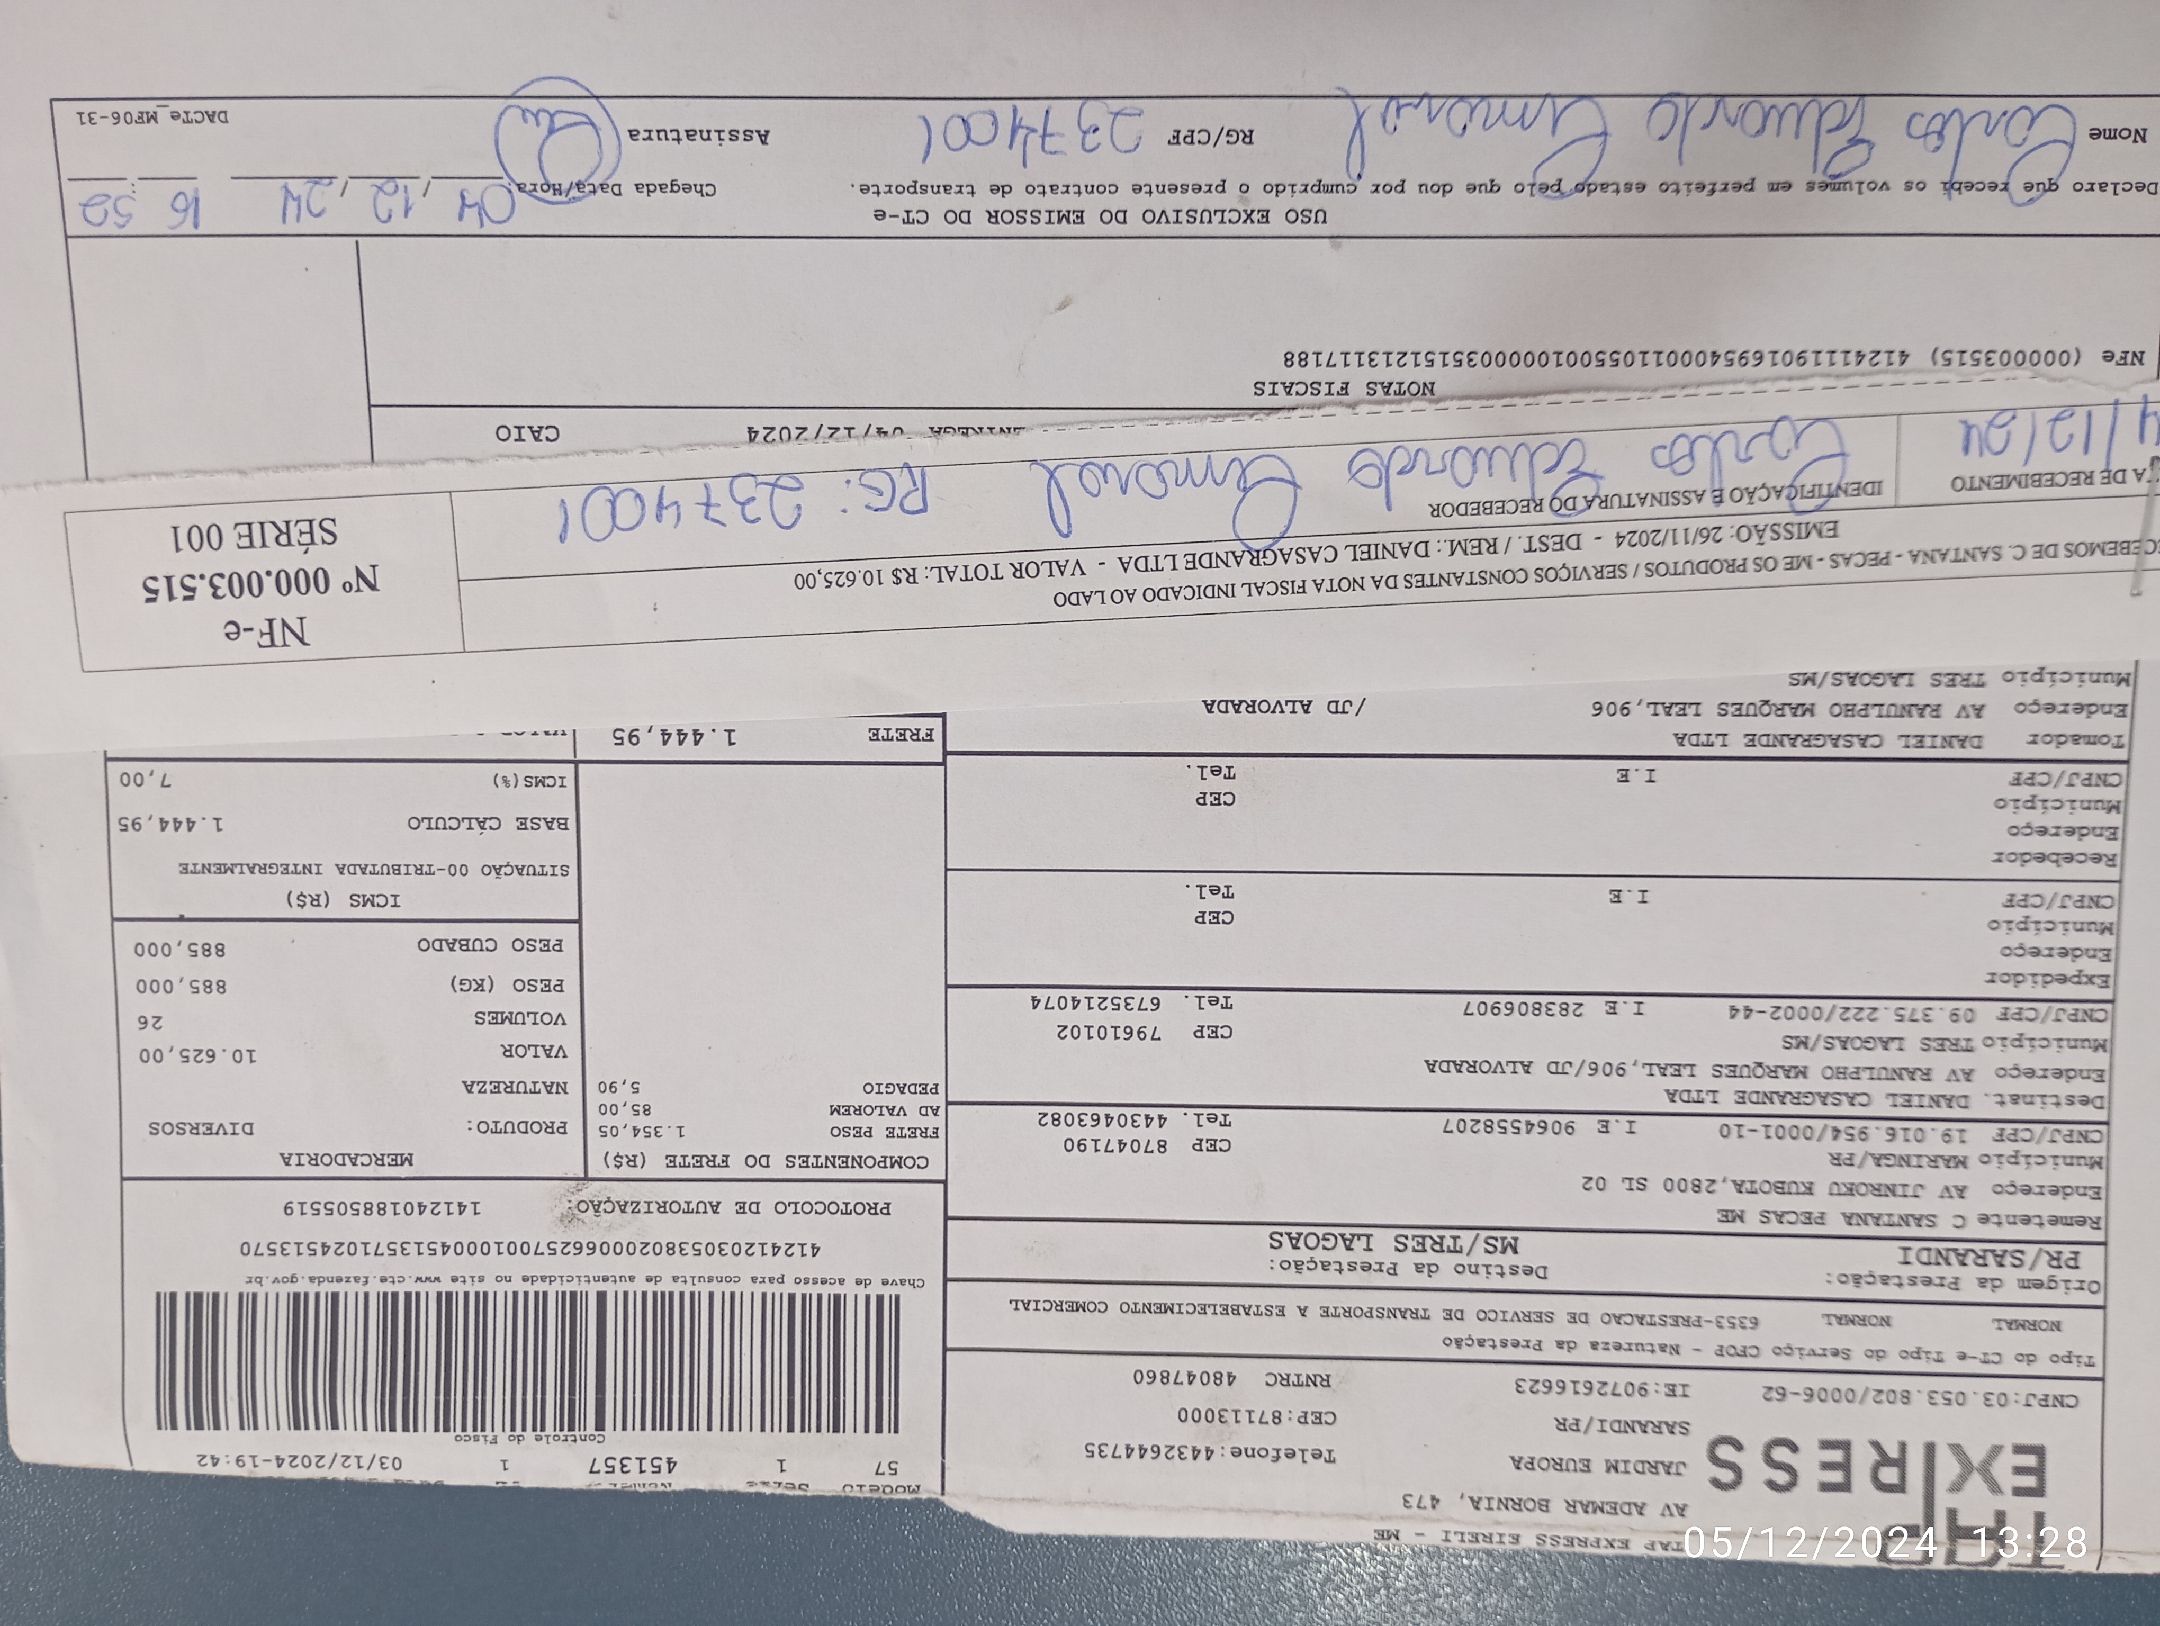 TAP EXPRESS EIRELI - ME
TAP
EXPRESS
AV ADEMAR BORNIA, 473
JARDIM EUROPA
Telefone:4432644735
SARANDI/PR
CEP:87113000
CNPJ:03.053.802/0006-62
IE:9072616623
RNTRC 48047860
Modelo
57
1
451357
1
03/12/2024-19:42
Controle do Fisco
Chave de acesso para consulta de autenticidade no site www.cte.fazenda.gov.br
PROTOCOLO DE AUTORIZAÇÃO: 141240188505519
Tipo do CT-e Tipo do Serviço CFOP - Natureza da Prestação
NORMAL NORMAL 6353-PRESTACAO DE SERVICO DE TRANSPORTE A ESTABELECIMENTO COMERCIAL
Origem da Prestação:
PR/SARANDI
Destino da Prestação:
MS/TRES LAGOAS
Remetente C SANTANA PECAS ME
Endereço AV JINROKU KUBOTA,2800 SL 02
Município MARINGA/PR
CEP 87047190
CNPJ/CPF 19.016.954/0001-10 I.E 9064558207 Tel. 4430463082
Destinat. DANIEL CASAGRANDE LTDA
Endereço AV RANULPHO MARQUES LEAL,906/JD ALVORADA
Município TRES LAGOAS/MS
CEP 79610102
CNPJ/CPF 09.375.222/0002-44 I.E 283806907 Tel. 6735214074
Expedidor
Endereço
Município
CEP
CNPJ/CPF I.E Tel.
Recebedor
Endereço
Município
CEP
CNPJ/CPF I.E Tel.
Tomador DANIEL CASAGRANDE LTDA
Endereço AV RANULPHO MARQUES LEAL,906 /JD ALVORADA
Município TRES LAGOAS/MS
COMPONENTES DO FRETE (R$)
FRETE PESO 1.354,05
AD VALOREM 85,00
PEDAGIO 5,90
FRETE 1.444,95
MERCADORIA
PRODUTO: DIVERSOS
NATUREZA
VALOR 10.625,00
VOLUMES 26
PESO (KG) 885,000
PESO CUBADO 885,000
ICMS (R$)
SITUAÇÃO 00-TRIBUTADA INTEGRALMENTE
BASE CÁLCULO 1.444,95
ICMS(%) 7,00
NF-e
Nº 000.003.515
SÉRIE 001
DE C. SANTANA - PECAS - ME OS PRODUTOS / SERVIÇOS CONSTANTES DA NOTA FISCAL INDICADO AO LADO
EMISSÃO: 26/11/2024 - DEST. / REM.: DANIEL CASAGRANDE LTDA - VALOR TOTAL: R$ 10.625,00
DE RECEBIMENTO
4/12/24
IDENTIFICAÇÃO E ASSINATURA DO RECEBEDOR
Carlos Eduardo Amaral RG: 2374001
ENTREGA 04/12/2024 CAIO
NOTAS FISCAIS
NFe (000003515)
USO EXCLUSIVO DO EMISSOR DO CT-e
Declaro que recebi os volumes em perfeito estado pelo que dou por cumprido o presente contrato de transporte.
Chegada Data/Hora: 04/12/24 16:52
Nome Carlos Eduardo Amaral RG/CPF 2374001 Assinatura
DACTe_MF06-31
05/12/2024 13:28